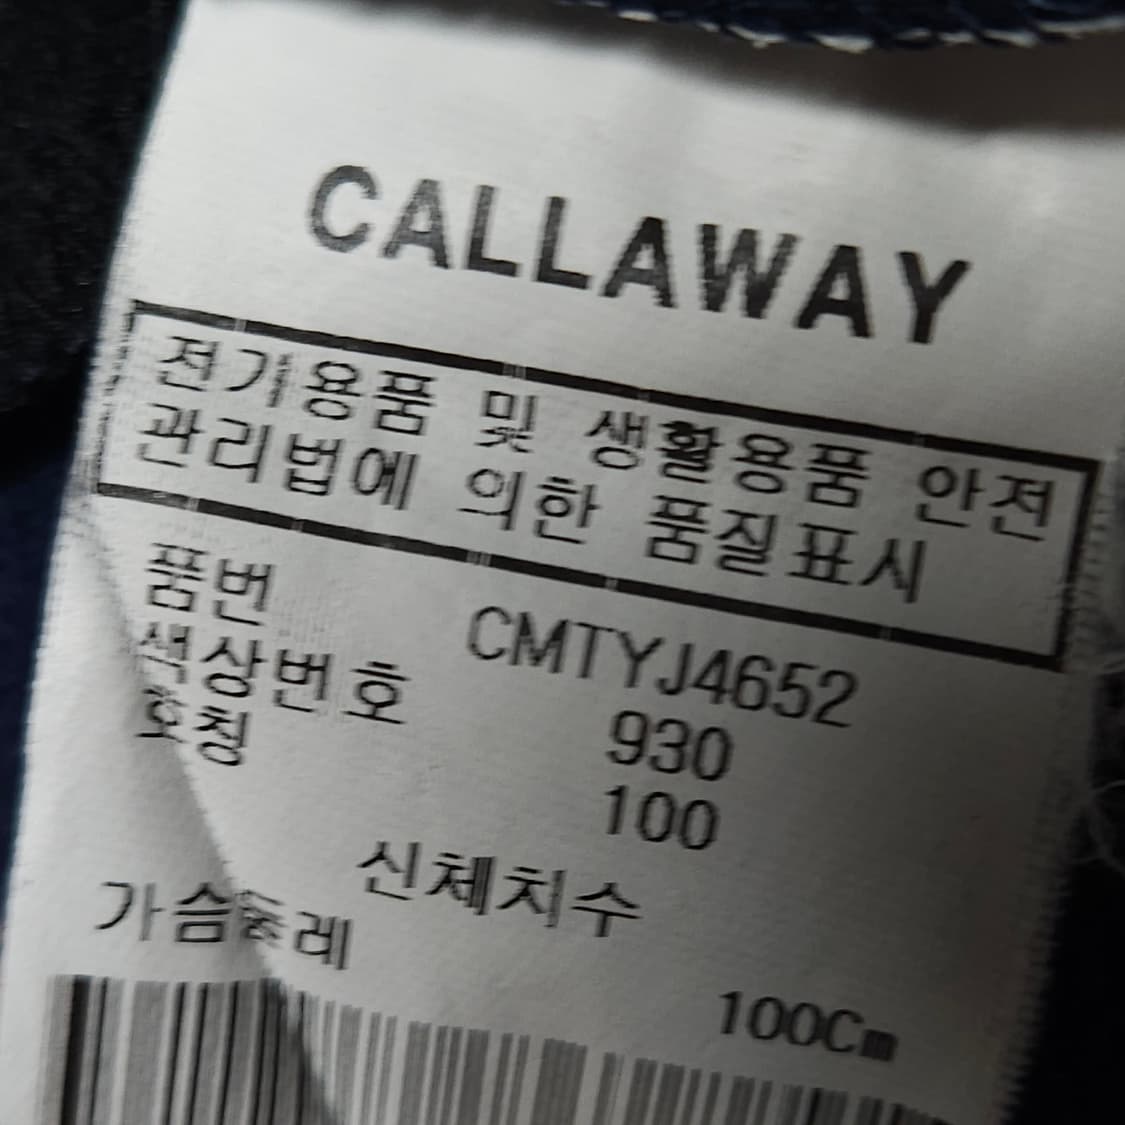 CALLAWAY
전기용품 및 생활용품 안전
관리법에 의한 품질표시
품번 CMTYJ4652
색상번호 930
호칭 100
신체치수
가슴둘레 100Cm